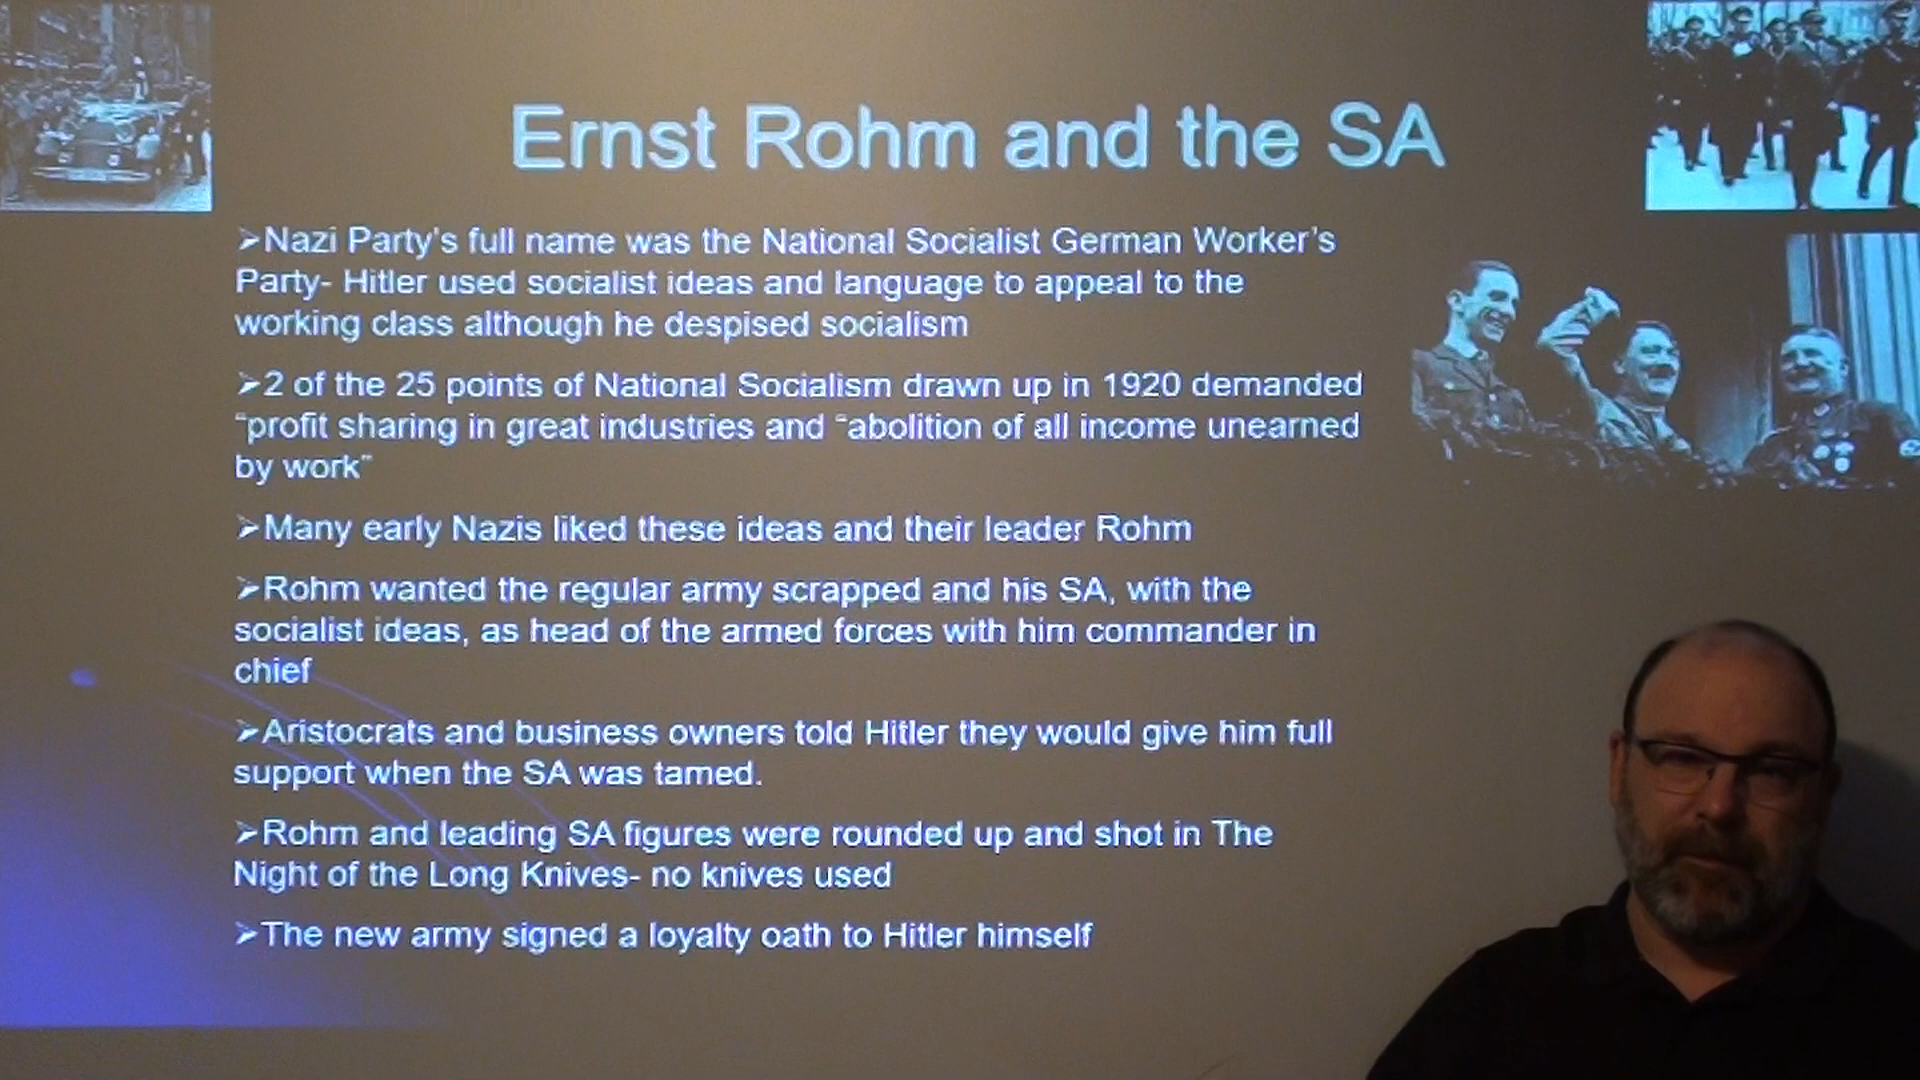 Ernst Rohm and the SA
➢Nazi Party's full name was the National Socialist German Worker's
Party- Hitler used socialist ideas and language to appeal to the
working class although he despised socialism
➢2 of the 25 points of National Socialism drawn up in 1920 demanded
“profit sharing in great industries and “abolition of all income unearned
by work”
➢Many early Nazis liked these ideas and their leader Rohm
➢Rohm wanted the regular army scrapped and his SA, with the
socialist ideas, as head of the armed forces with him commander in
chief
➢Aristocrats and business owners told Hitler they would give him full
support when the SA was tamed.
➢Rohm and leading SA figures were rounded up and shot in The
Night of the Long Knives- no knives used
➢The new army signed a loyalty oath to Hitler himself